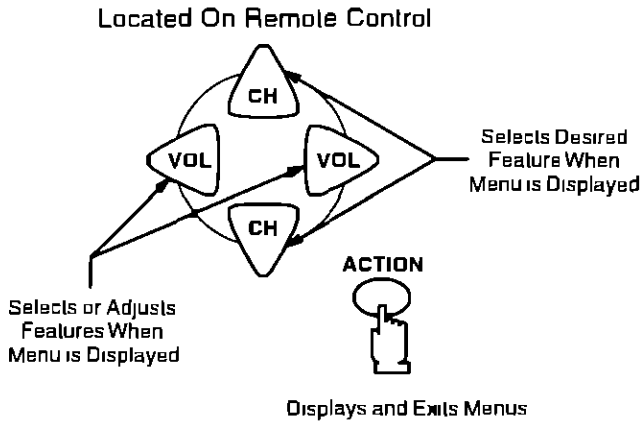 Located On Remote Control
CH
VOL
VOL
CH
Selects Desired
Feature When
Menu is Displayed
Selects or Adjusts
Features When
Menu is Displayed
ACTION
Displays and Exits Menus